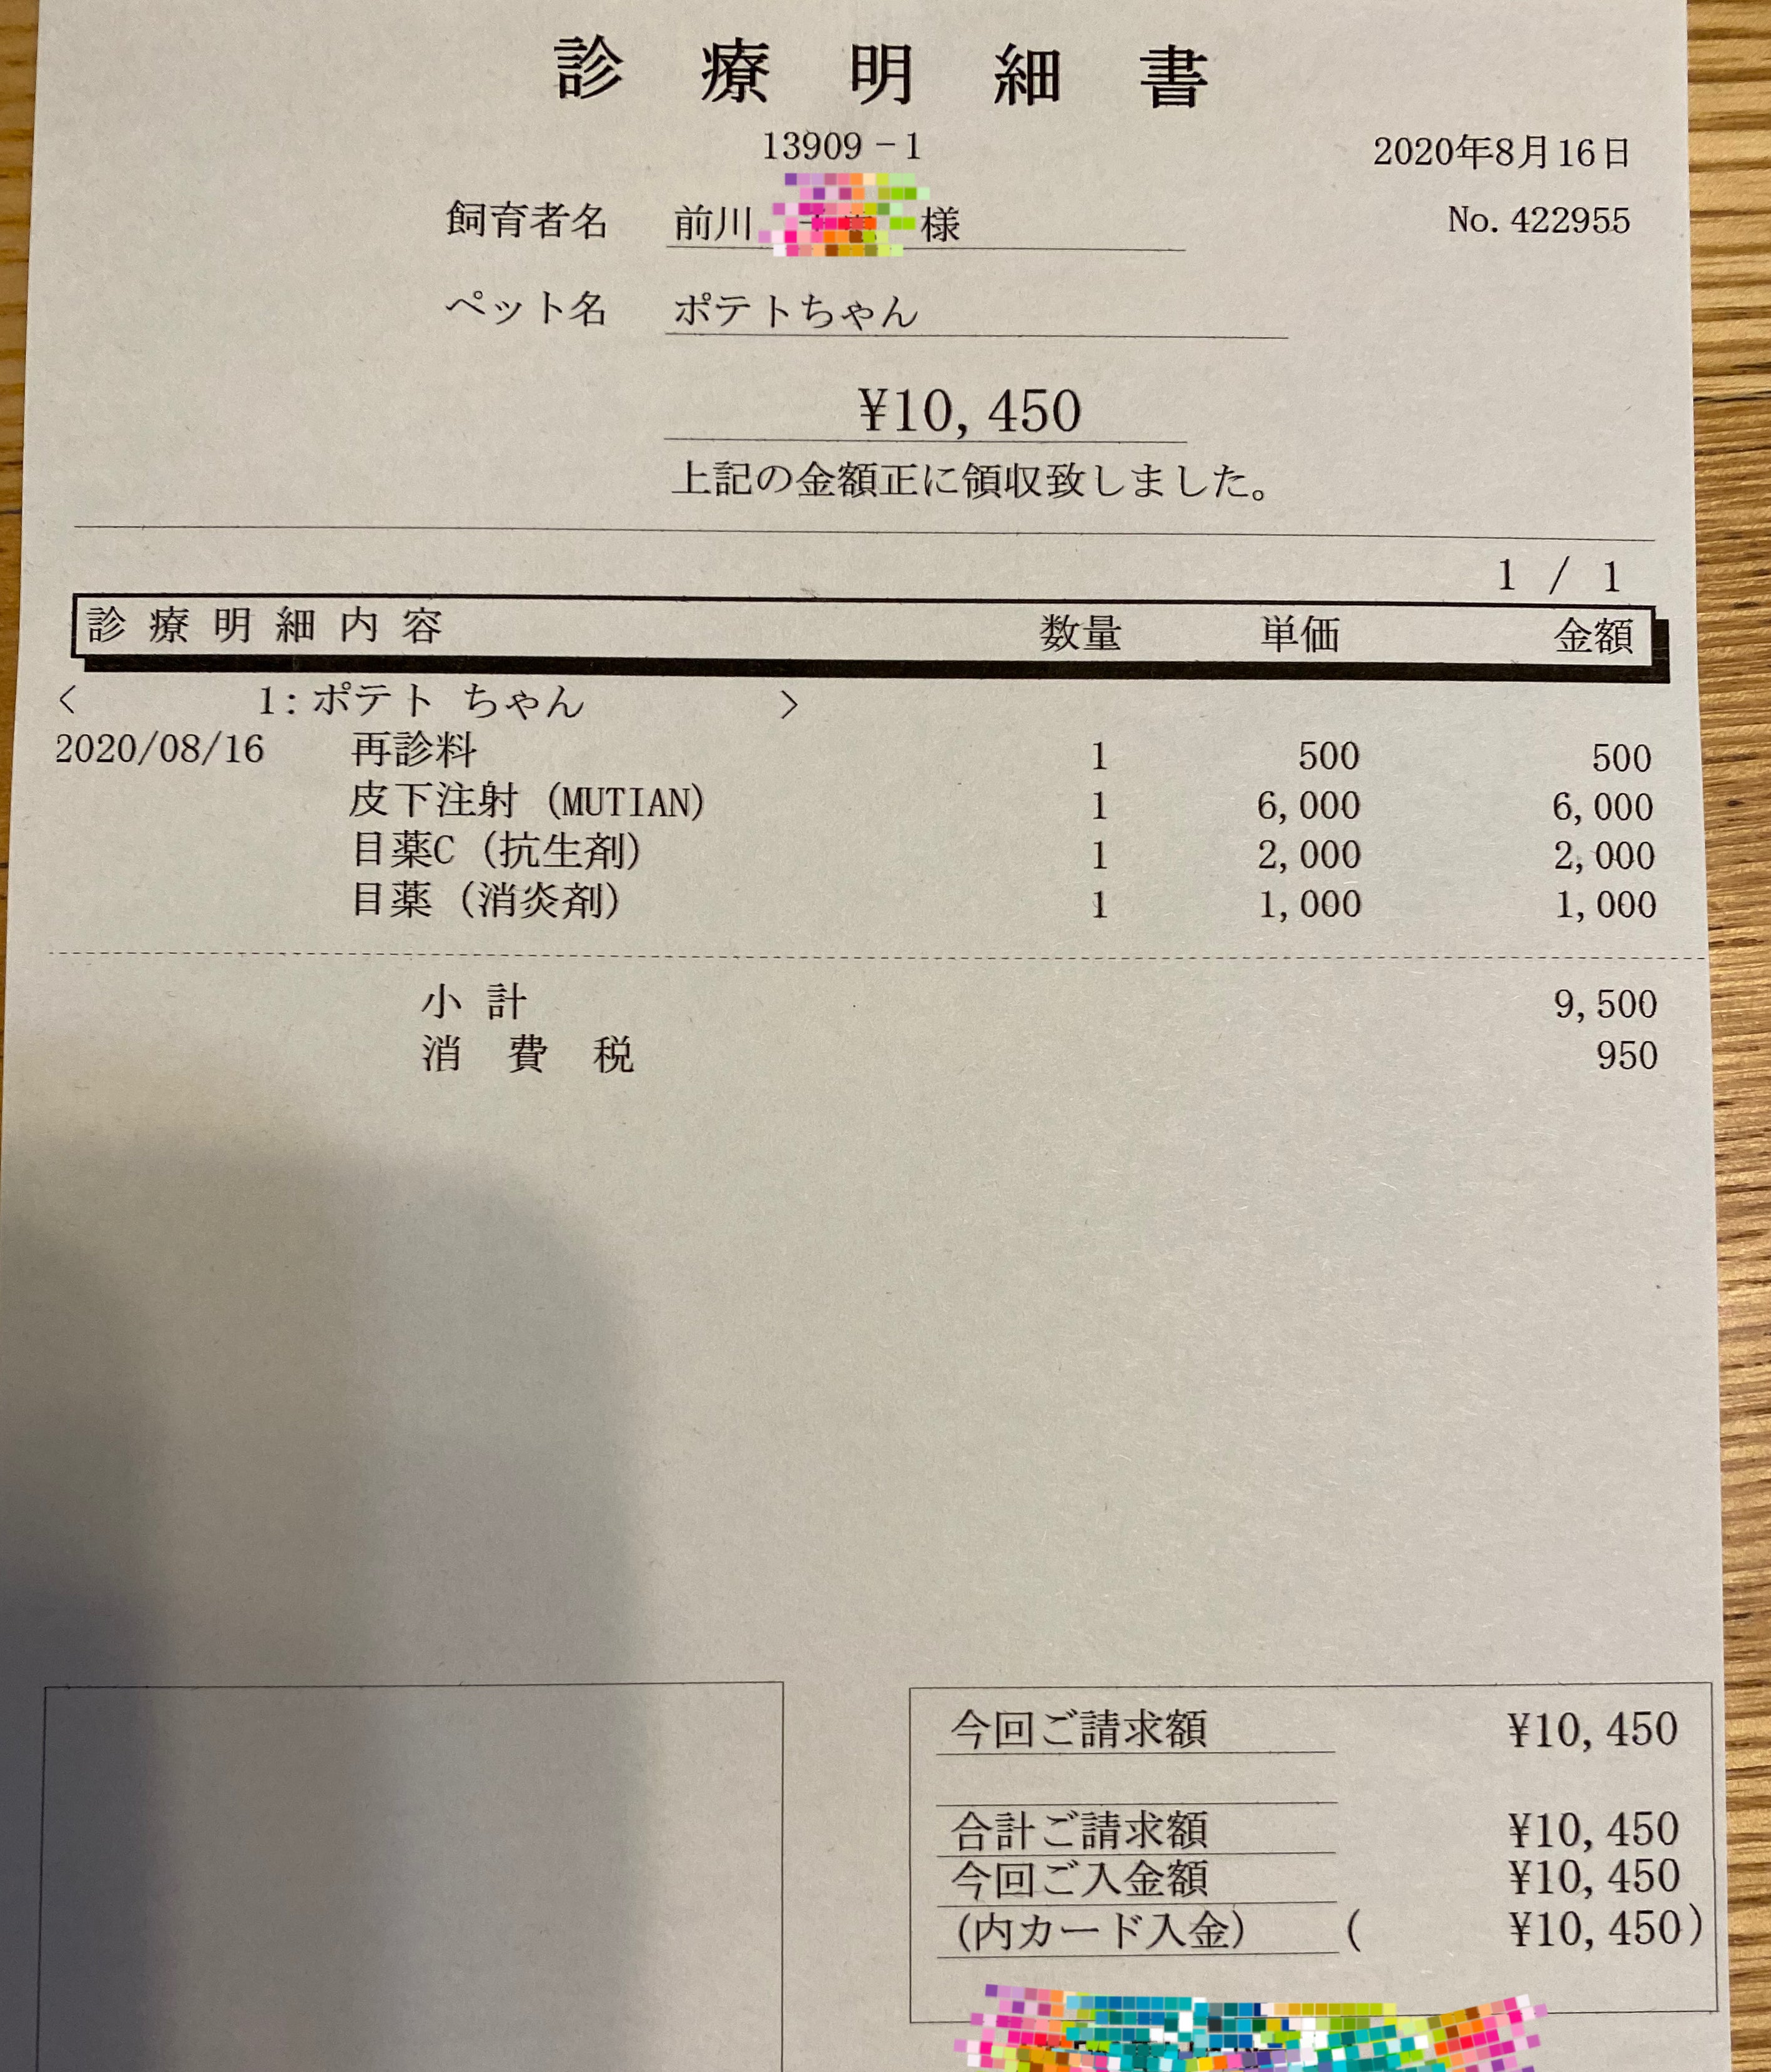 診療明細書
13909-1
2020年8月16日
飼育者名 前川 様
No. 422955
ペット名 ポテトちゃん
¥10,450
上記の金額正に領収致しました。
1 / 1
診療明細内容 数量 単価 金額
< 1:ポテト ちゃん >
2020/08/16 再診料 1 500 500
皮下注射 (MUTIAN) 1 6,000 6,000
目薬C (抗生剤) 1 2,000 2,000
目薬 (消炎剤) 1 1,000 1,000
小計 9,500
消費税 950
今回ご請求額 ¥10,450
合計ご請求額 ¥10,450
今回ご入金額 ¥10,450
(内カード入金) ( ¥10,450)